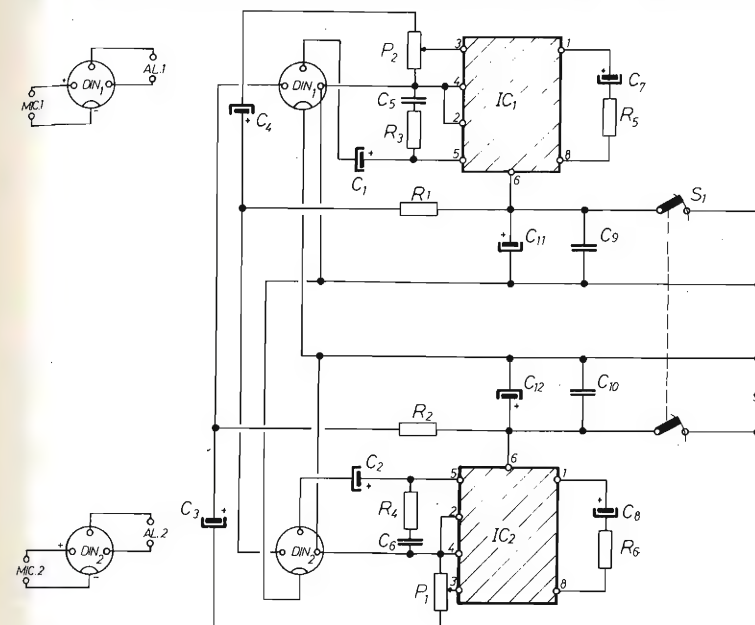 AL.1
DIN1
+
MIC.1
−
P2
3
1
C7
+
DIN1
4
C5
IC1
R5
C4
+
R3
2
5
8
C1
+
6
R1
S1
+
C11
C9
C12
+
C10
R2
6
C2
+
5
1
C3
+
R4
2
IC2
+
C8
AL.2
DIN2
+
MIC.2
−
DIN2
C6
4
R6
P1
3
8